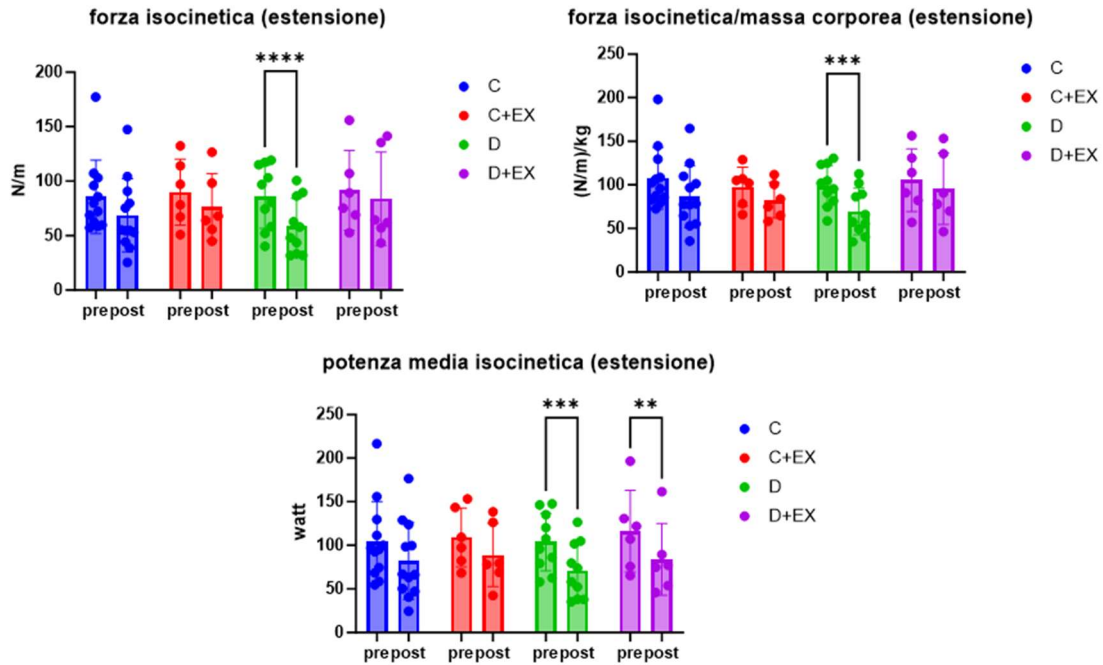 forza isocinetica (estensione)
200
150
100
50
0
N/m
****
prepost prepost prepost prepost
C
C+EX
D
D+EX
forza isocinetica/massa corporea (estensione)
250
200
150
100
50
0
(N/m)/kg
***
prepost prepost prepost prepost
C
C+EX
D
D+EX
potenza media isocinetica (estensione)
250
200
150
100
50
0
watt
*** **
prepost prepost prepost prepost
C
C+EX
D
D+EX